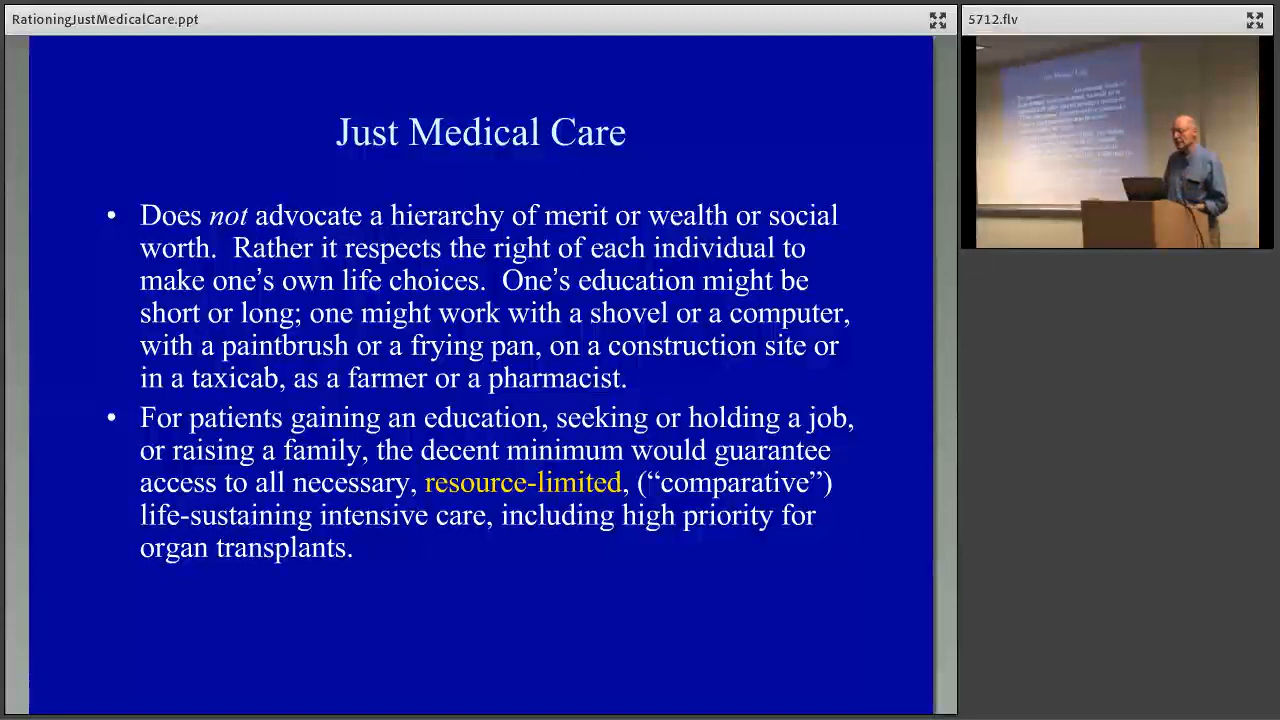 RationingJustMedicalCare.ppt
5712.flv
Just Medical Care
• Does not advocate a hierarchy of merit or wealth or social
worth.  Rather it respects the right of each individual to
make one’s own life choices.  One’s education might be
short or long; one might work with a shovel or a computer,
with a paintbrush or a frying pan, on a construction site or
in a taxicab, as a farmer or a pharmacist.
• For patients gaining an education, seeking or holding a job,
or raising a family, the decent minimum would guarantee
access to all necessary, resource-limited, (“comparative”)
life-sustaining intensive care, including high priority for
organ transplants.
Just Medical Care